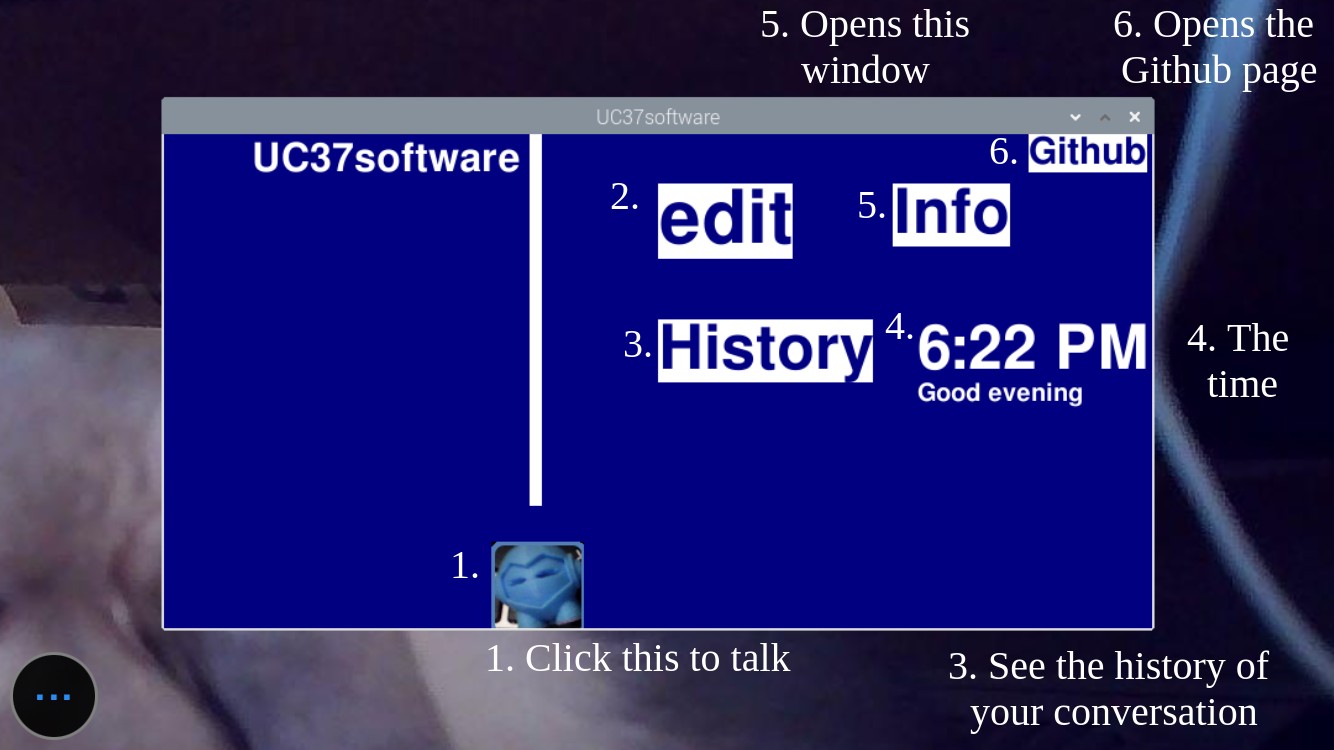 5. Opens this
window
6. Opens the
Github page
UC37software
UC37software
6. Github
2. edit
5. Info
3. History
4. 6:22 PM
Good evening
4. The
time
1.
1. Click this to talk
3. See the history of
your conversation
...